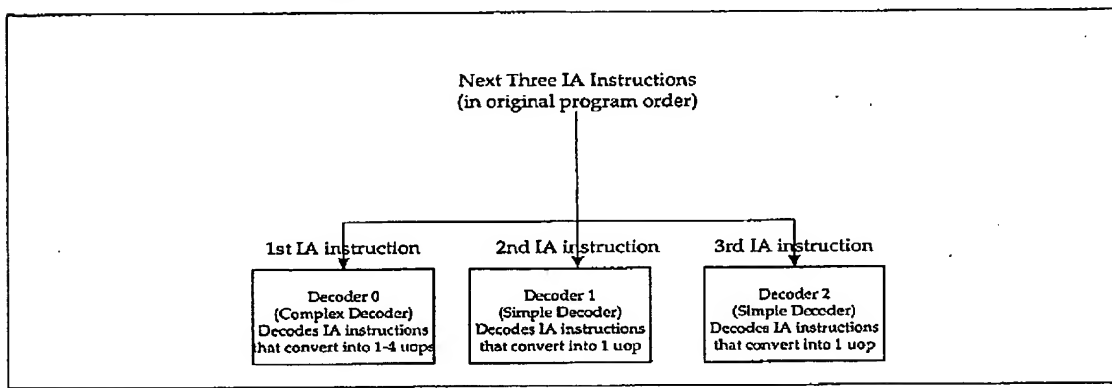 Next Three IA Instructions
(in original program order)
1st IA instruction
2nd IA instruction
3rd IA instruction
Decoder 0
(Complex Decoder)
Decodes IA instructions
that convert into 1-4 uops
Decoder 1
(Simple Decoder)
Decodes IA instructions
that convert into 1 uop
Decoder 2
(Simple Decoder)
Decodes IA instructions
that convert into 1 uop